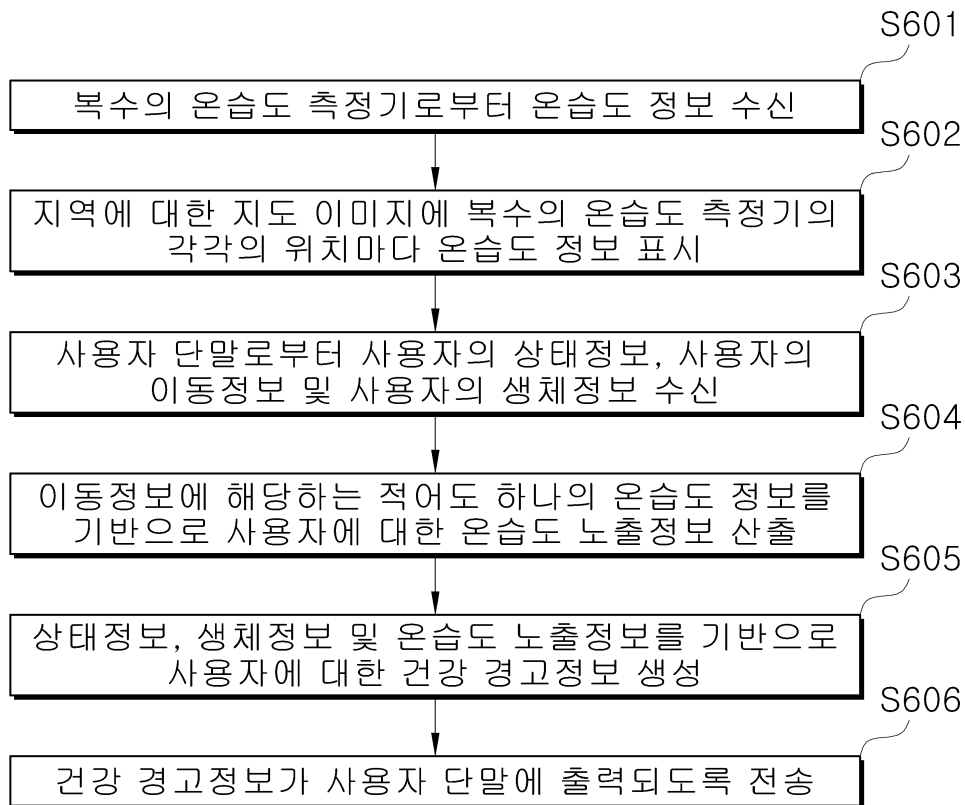 S601
복수의 온습도 측정기로부터 온습도 정보 수신
S602
지역에 대한 지도 이미지에 복수의 온습도 측정기의
각각의 위치마다 온습도 정보 표시
S603
사용자 단말로부터 사용자의 상태정보, 사용자의
이동정보 및 사용자의 생체정보 수신
S604
이동정보에 해당하는 적어도 하나의 온습도 정보를
기반으로 사용자에 대한 온습도 노출정보 산출
S605
상태정보, 생체정보 및 온습도 노출정보를 기반으로
사용자에 대한 건강 경고정보 생성
S606
건강 경고정보가 사용자 단말에 출력되도록 전송